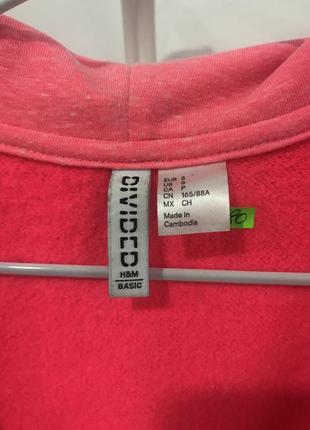 DIVIDED
H&M
BASIC
EUR S
US S
CA P
CN 165/88A
MX CH
Made in
Cambodia